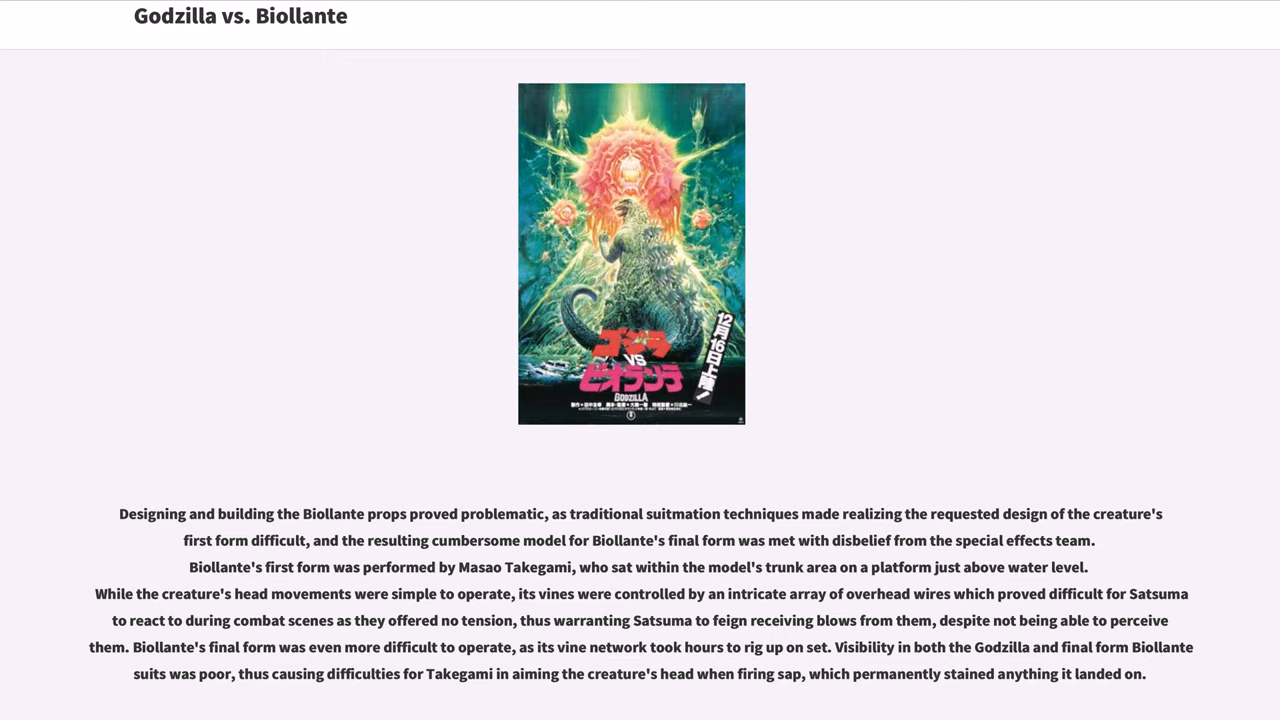 Godzilla vs. Biollante
12月16日上陸!
ゴジラ
VS
ビオランテ
GODZILLA
Designing and building the Biollante props proved problematic, as traditional suitmation techniques made realizing the requested design of the creature's
first form difficult, and the resulting cumbersome model for Biollante's final form was met with disbelief from the special effects team.
Biollante's first form was performed by Masao Takegami, who sat within the model's trunk area on a platform just above water level.
While the creature's head movements were simple to operate, its vines were controlled by an intricate array of overhead wires which proved difficult for Satsuma
to react to during combat scenes as they offered no tension, thus warranting Satsuma to feign receiving blows from them, despite not being able to perceive
them. Biollante's final form was even more difficult to operate, as its vine network took hours to rig up on set. Visibility in both the Godzilla and final form Biollante
suits was poor, thus causing difficulties for Takegami in aiming the creature's head when firing sap, which permanently stained anything it landed on.